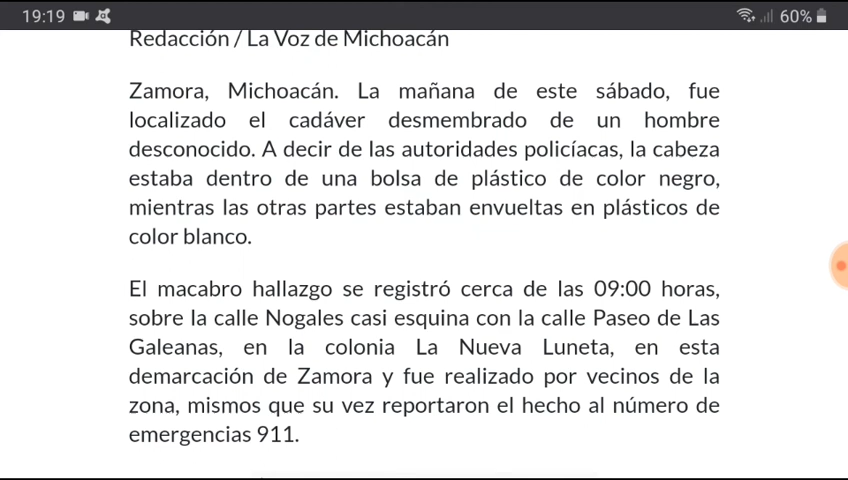 19:19 60%
Redacción / La Voz de Michoacán
Zamora, Michoacán. La mañana de este sábado, fue
localizado el cadáver desmembrado de un hombre
desconocido. A decir de las autoridades policíacas, la cabeza
estaba dentro de una bolsa de plástico de color negro,
mientras las otras partes estaban envueltas en plásticos de
color blanco.
El macabro hallazgo se registró cerca de las 09:00 horas,
sobre la calle Nogales casi esquina con la calle Paseo de Las
Galeanas, en la colonia La Nueva Luneta, en esta
demarcación de Zamora y fue realizado por vecinos de la
zona, mismos que su vez reportaron el hecho al número de
emergencias 911.